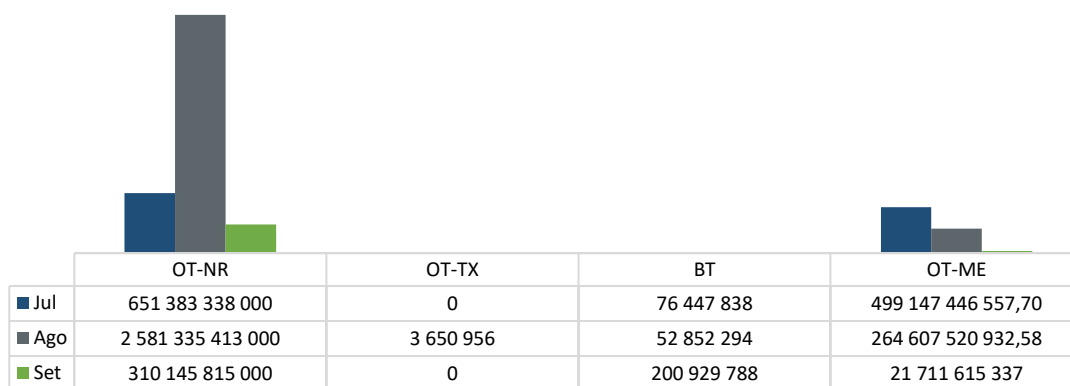 OT-NR OT-TX BT OT-ME
Jul 651 383 338 000 0 76 447 838 499 147 446 557,70
Ago 2 581 335 413 000 3 650 956 52 852 294 264 607 520 932,58
Set 310 145 815 000 0 200 929 788 21 711 615 337